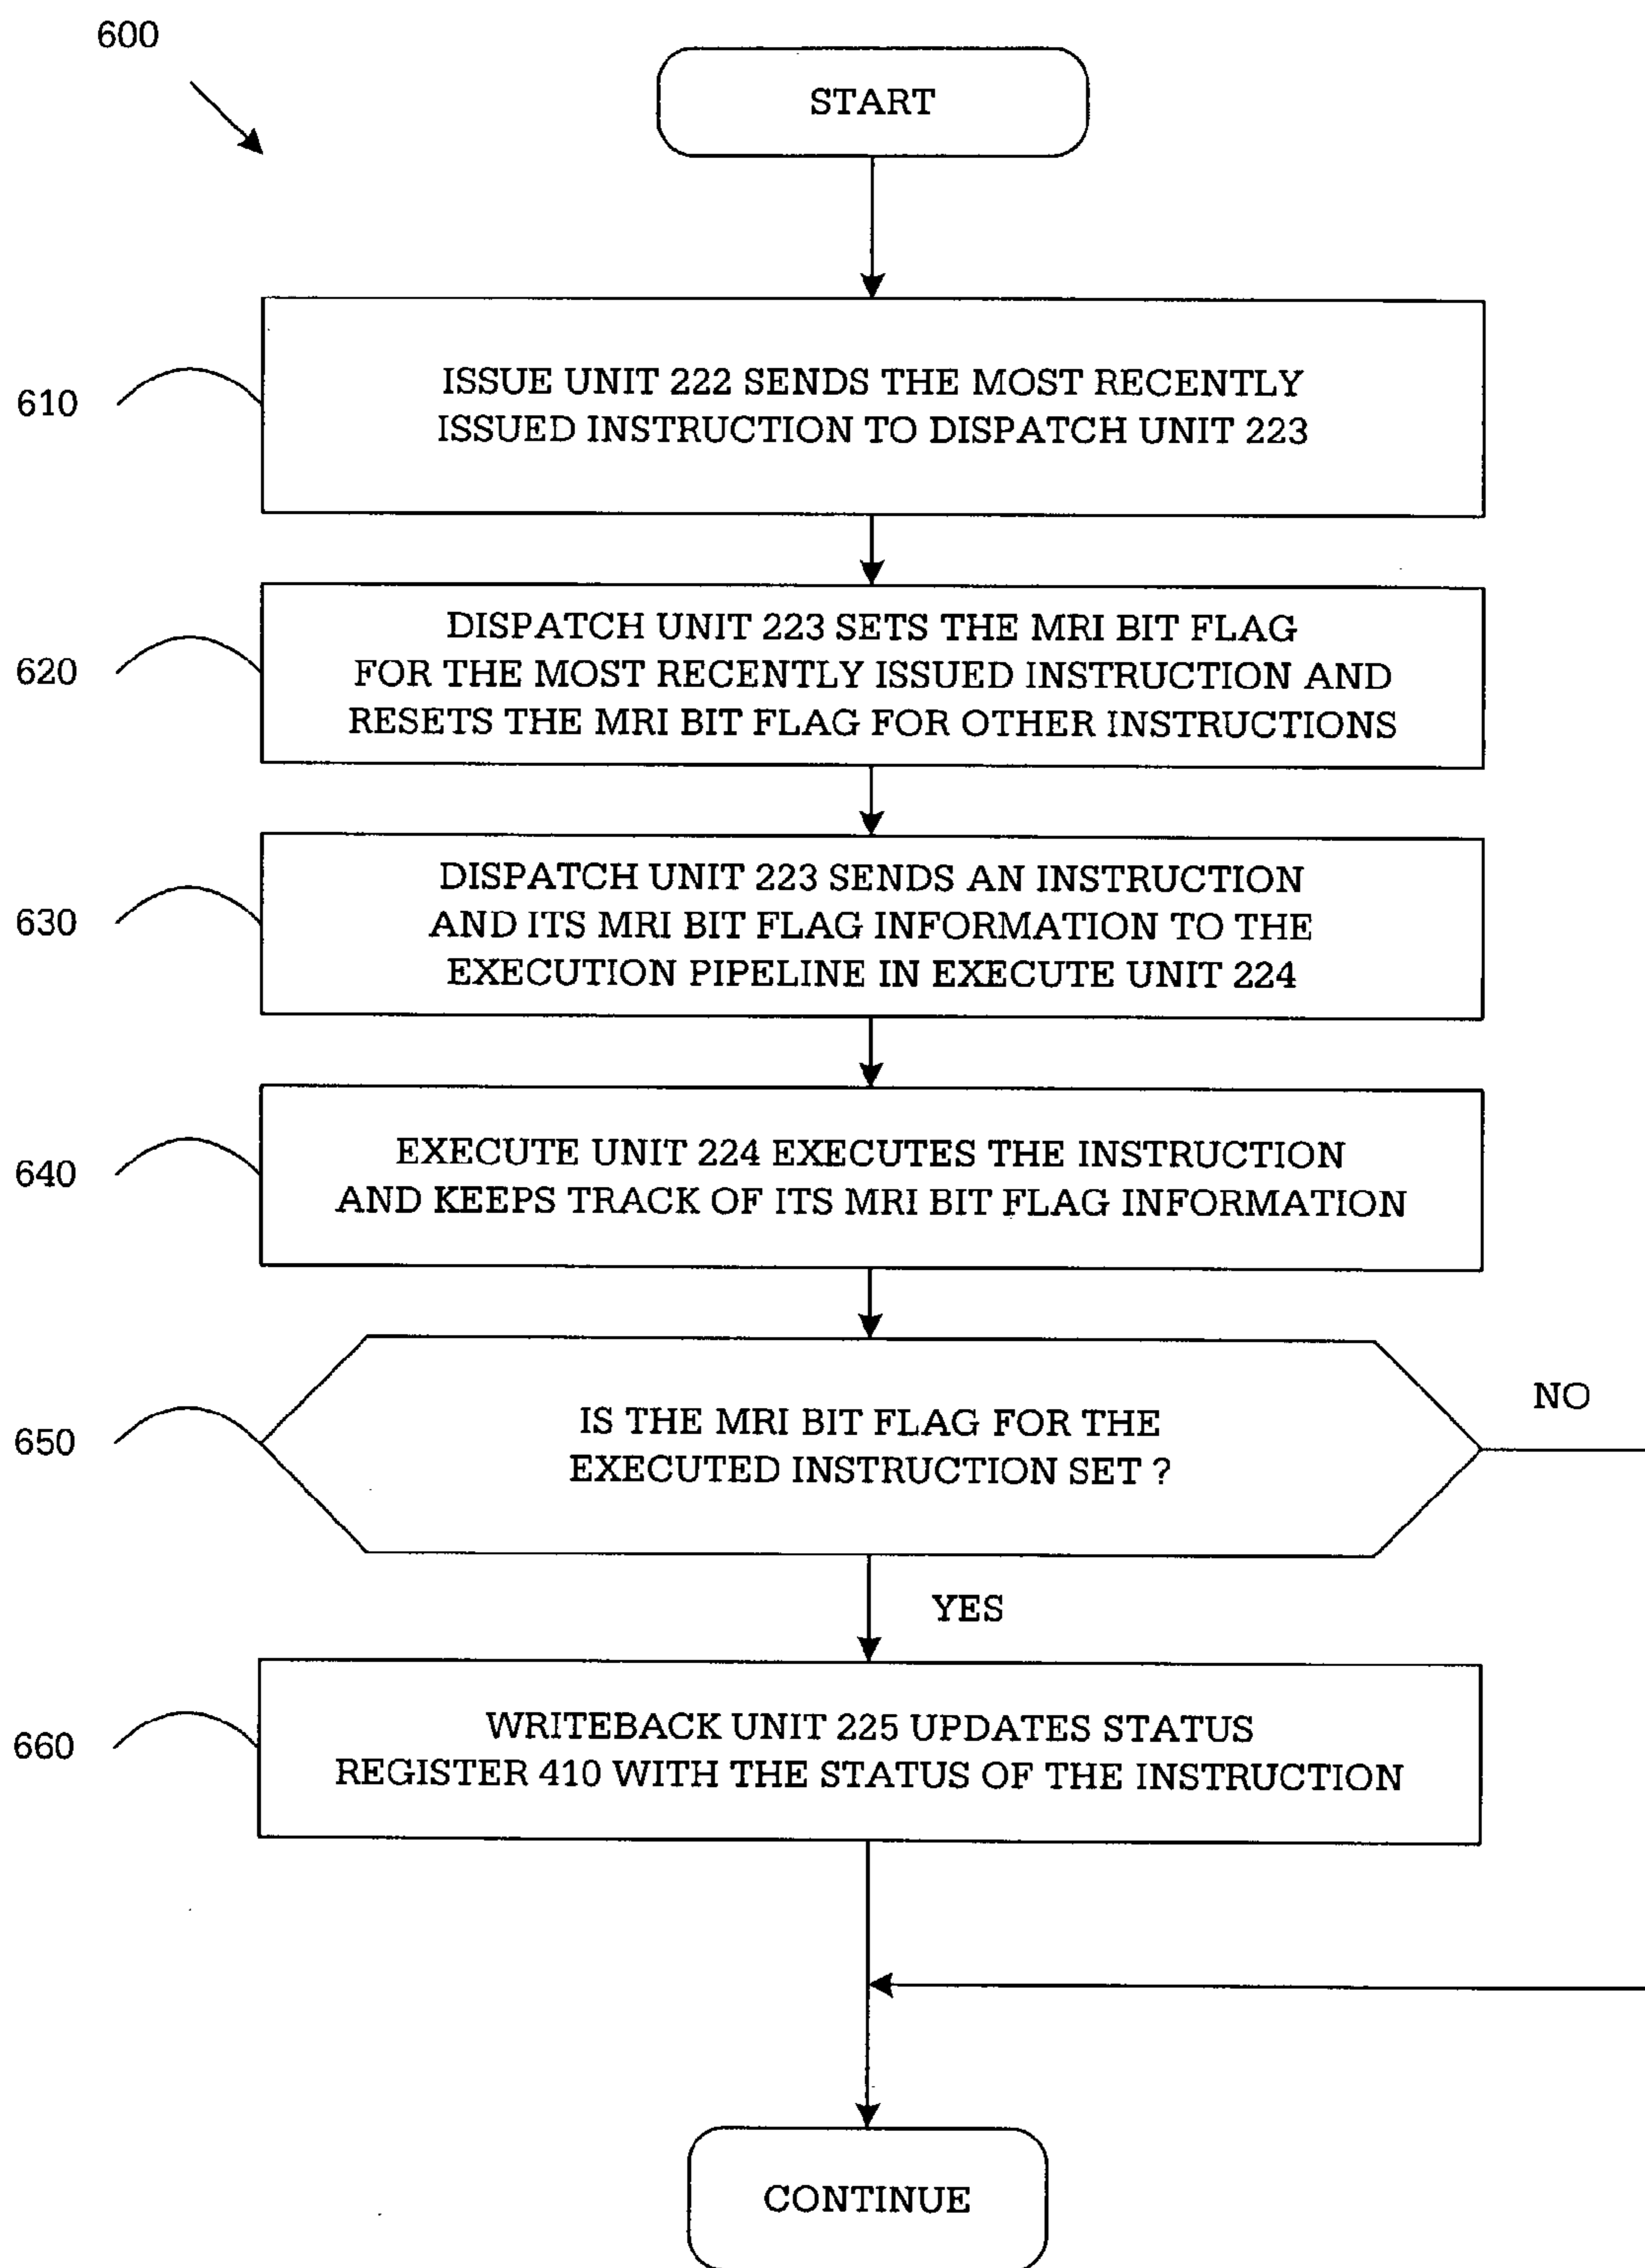 600
START
610
ISSUE UNIT 222 SENDS THE MOST RECENTLY
ISSUED INSTRUCTION TO DISPATCH UNIT 223
620
DISPATCH UNIT 223 SETS THE MRI BIT FLAG
FOR THE MOST RECENTLY ISSUED INSTRUCTION AND
RESETS THE MRI BIT FLAG FOR OTHER INSTRUCTIONS
630
DISPATCH UNIT 223 SENDS AN INSTRUCTION
AND ITS MRI BIT FLAG INFORMATION TO THE
EXECUTION PIPELINE IN EXECUTE UNIT 224
640
EXECUTE UNIT 224 EXECUTES THE INSTRUCTION
AND KEEPS TRACK OF ITS MRI BIT FLAG INFORMATION
650
IS THE MRI BIT FLAG FOR THE
EXECUTED INSTRUCTION SET ?
NO
YES
660
WRITEBACK UNIT 225 UPDATES STATUS
REGISTER 410 WITH THE STATUS OF THE INSTRUCTION
CONTINUE